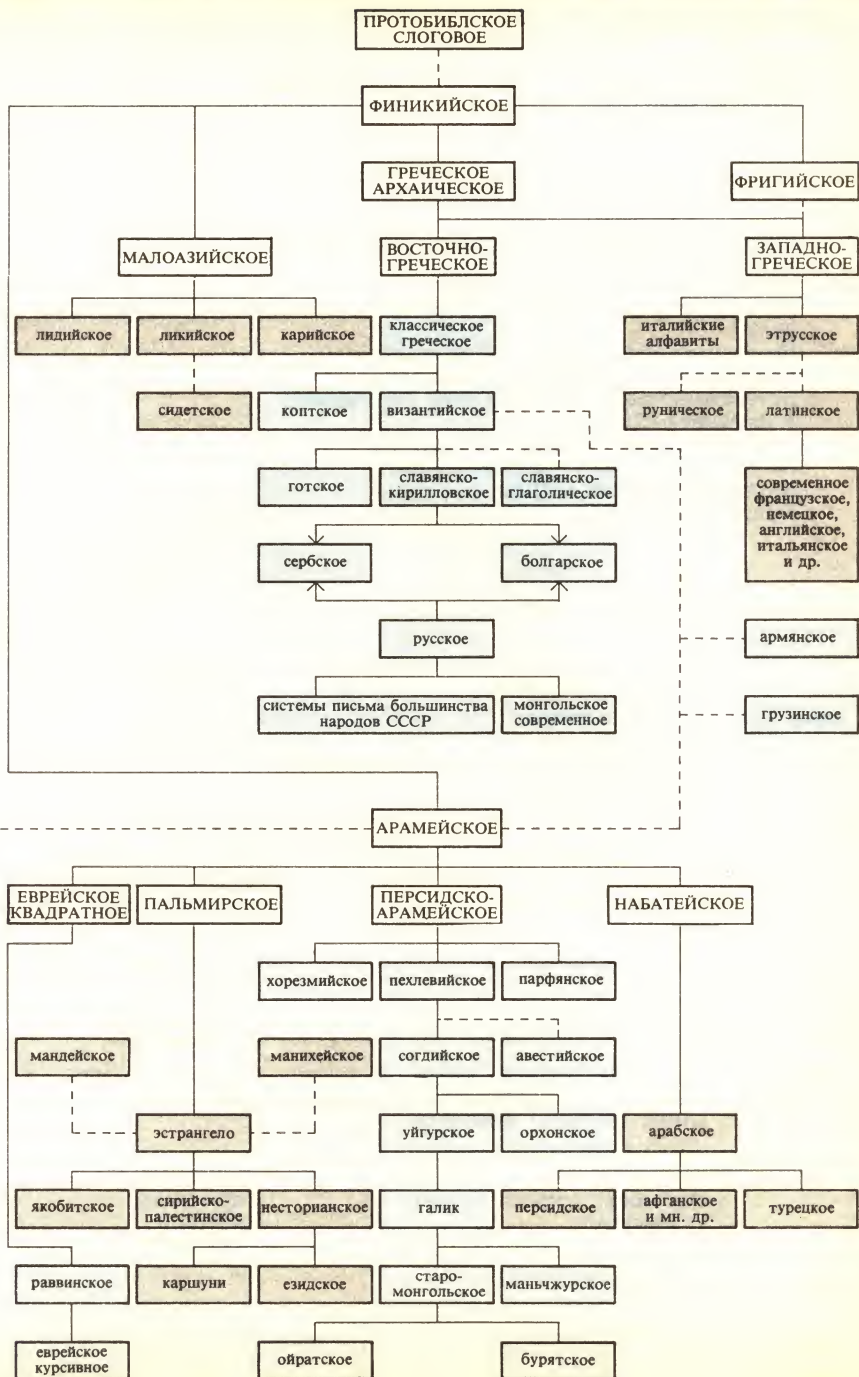 ПРОТОБИБЛСКОЕ
СЛОГОВОЕ
ФИНИКИЙСКОЕ
ГРЕЧЕСКОЕ
АРХАИЧЕСКОЕ
ФРИГИЙСКОЕ
МАЛОАЗИЙСКОЕ
ВОСТОЧНО-
ГРЕЧЕСКОЕ
ЗАПАДНО-
ГРЕЧЕСКОЕ
лидийское
ликийское
карийское
классическое
греческое
италийские
алфавиты
этрусское
сидетское
коптское
византийское
руническое
латинское
готское
славянско-
кирилловское
славянско-
глаголическое
современное
французское,
немецкое,
английское,
итальянское
и др.
сербское
болгарское
русское
армянское
системы письма большинства
народов СССР
монгольское
современное
грузинское
АРАМЕЙСКОЕ
ЕВРЕЙСКОЕ
КВАДРАТНОЕ
ПАЛЬМИРСКОЕ
ПЕРСИДСКО-
АРАМЕЙСКОЕ
НАБАТЕЙСКОЕ
хорезмийское
пехлевийское
парфянское
мандейское
манихейское
согдийское
авестийское
эстрангело
уйгурское
орхонское
арабское
якобитское
сирийско-
палестинское
несторианское
галик
персидское
афганское
и мн. др.
турецкое
раввинское
каршуни
езидское
старо-
монгольское
маньчжурское
еврейское
курсивное
ойратское
бурятское